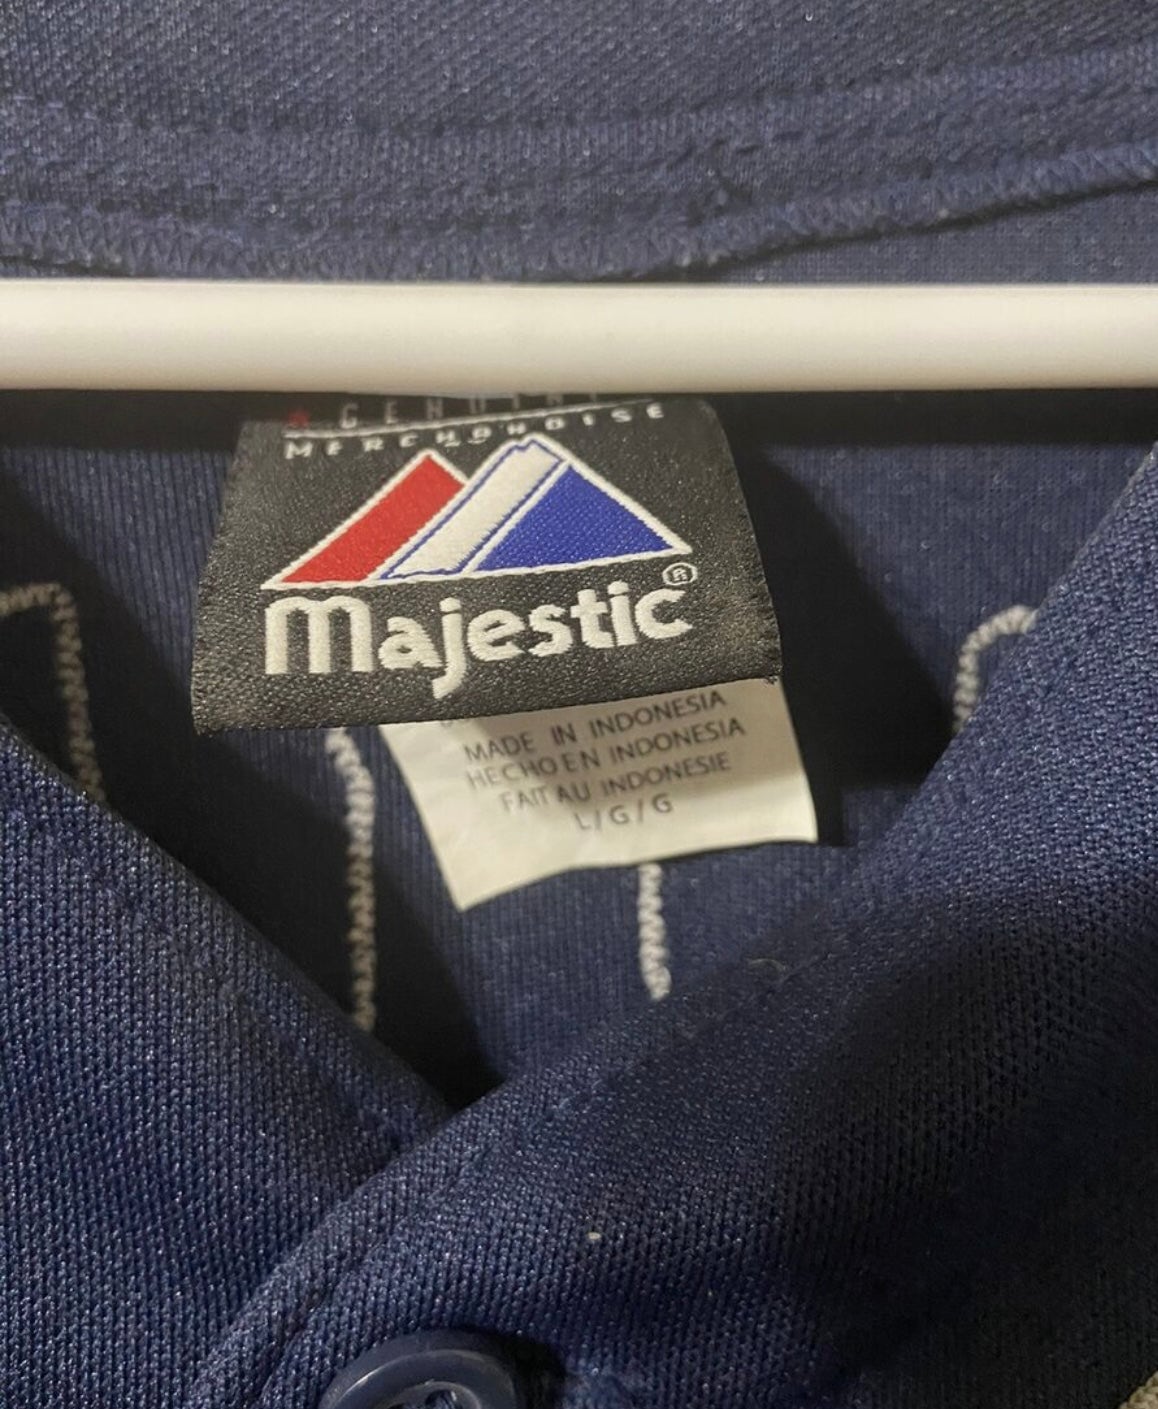 GENUINE
MERCHANDISE
Majestic®
MADE IN INDONESIA
HECHO EN INDONESIA
FAIT AU INDONESIE
L/G/G